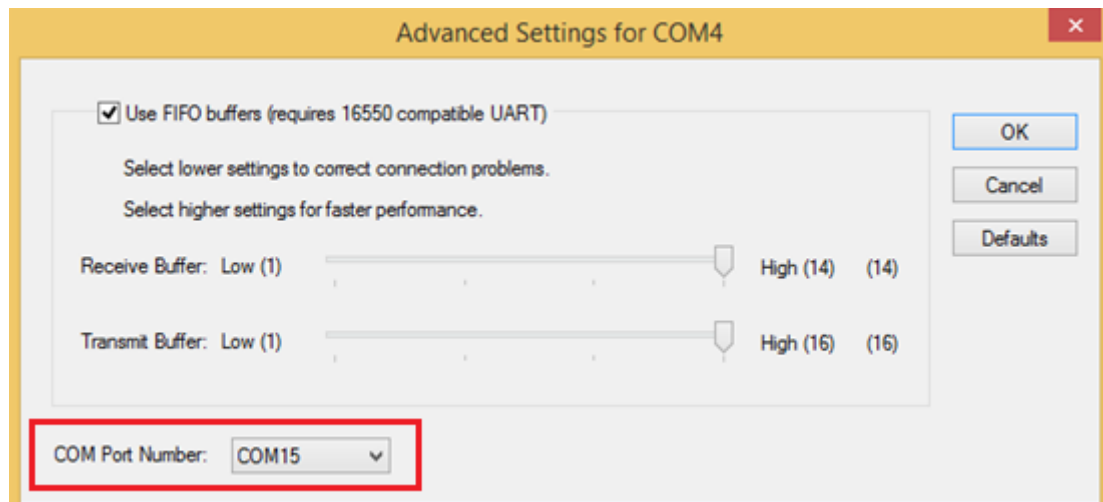 Advanced Settings for COM4
Use FIFO buffers (requires 16550 compatible UART)
OK
Select lower settings to correct connection problems.
Cancel
Select higher settings for faster performance.
Defaults
Receive Buffer: Low (1) High (14) (14)
Transmit Buffer: Low (1) High (16) (16)
COM Port Number: COM15